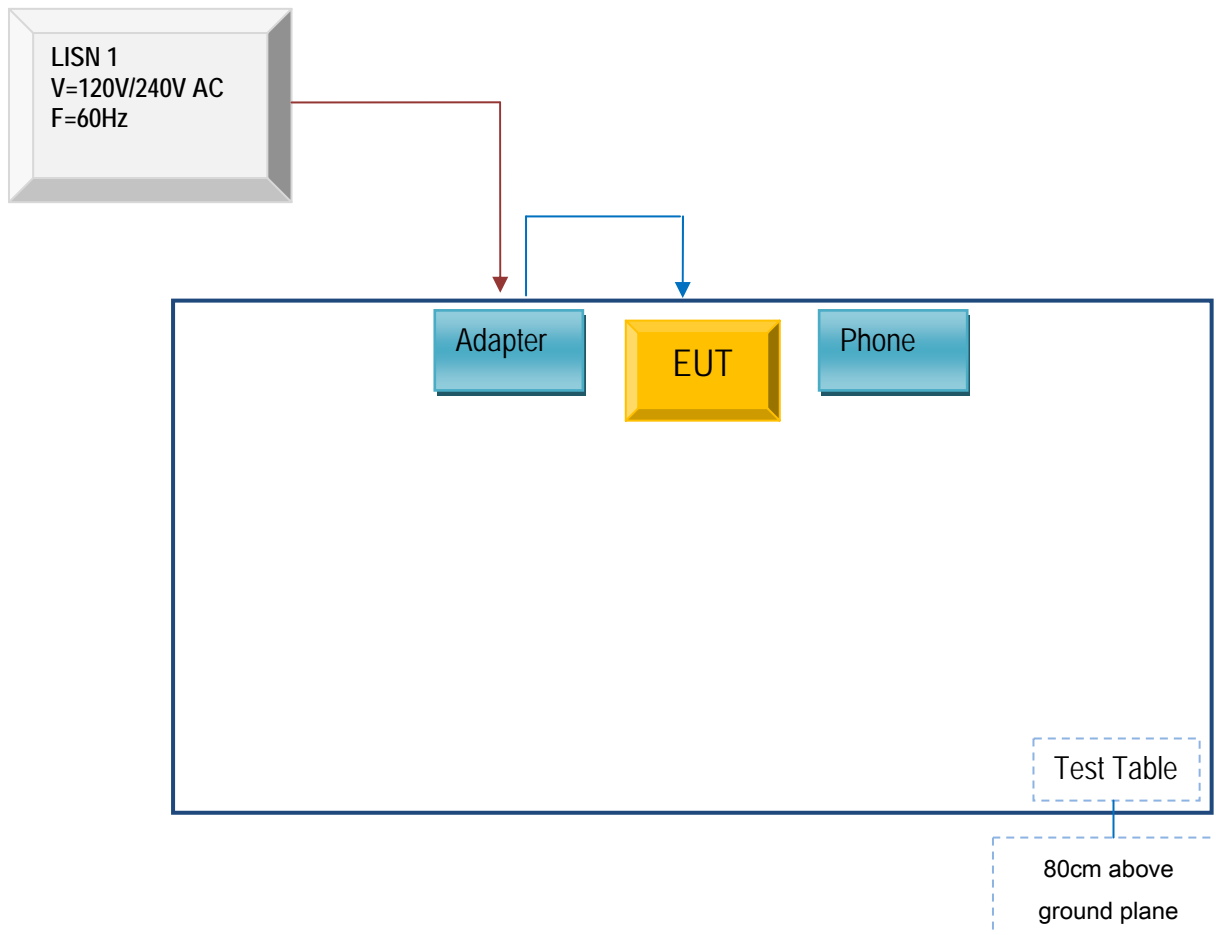 LISN 1
V=120V/240V AC
F=60Hz
Adapter
EUT
Phone
Test Table
80cm above
ground plane